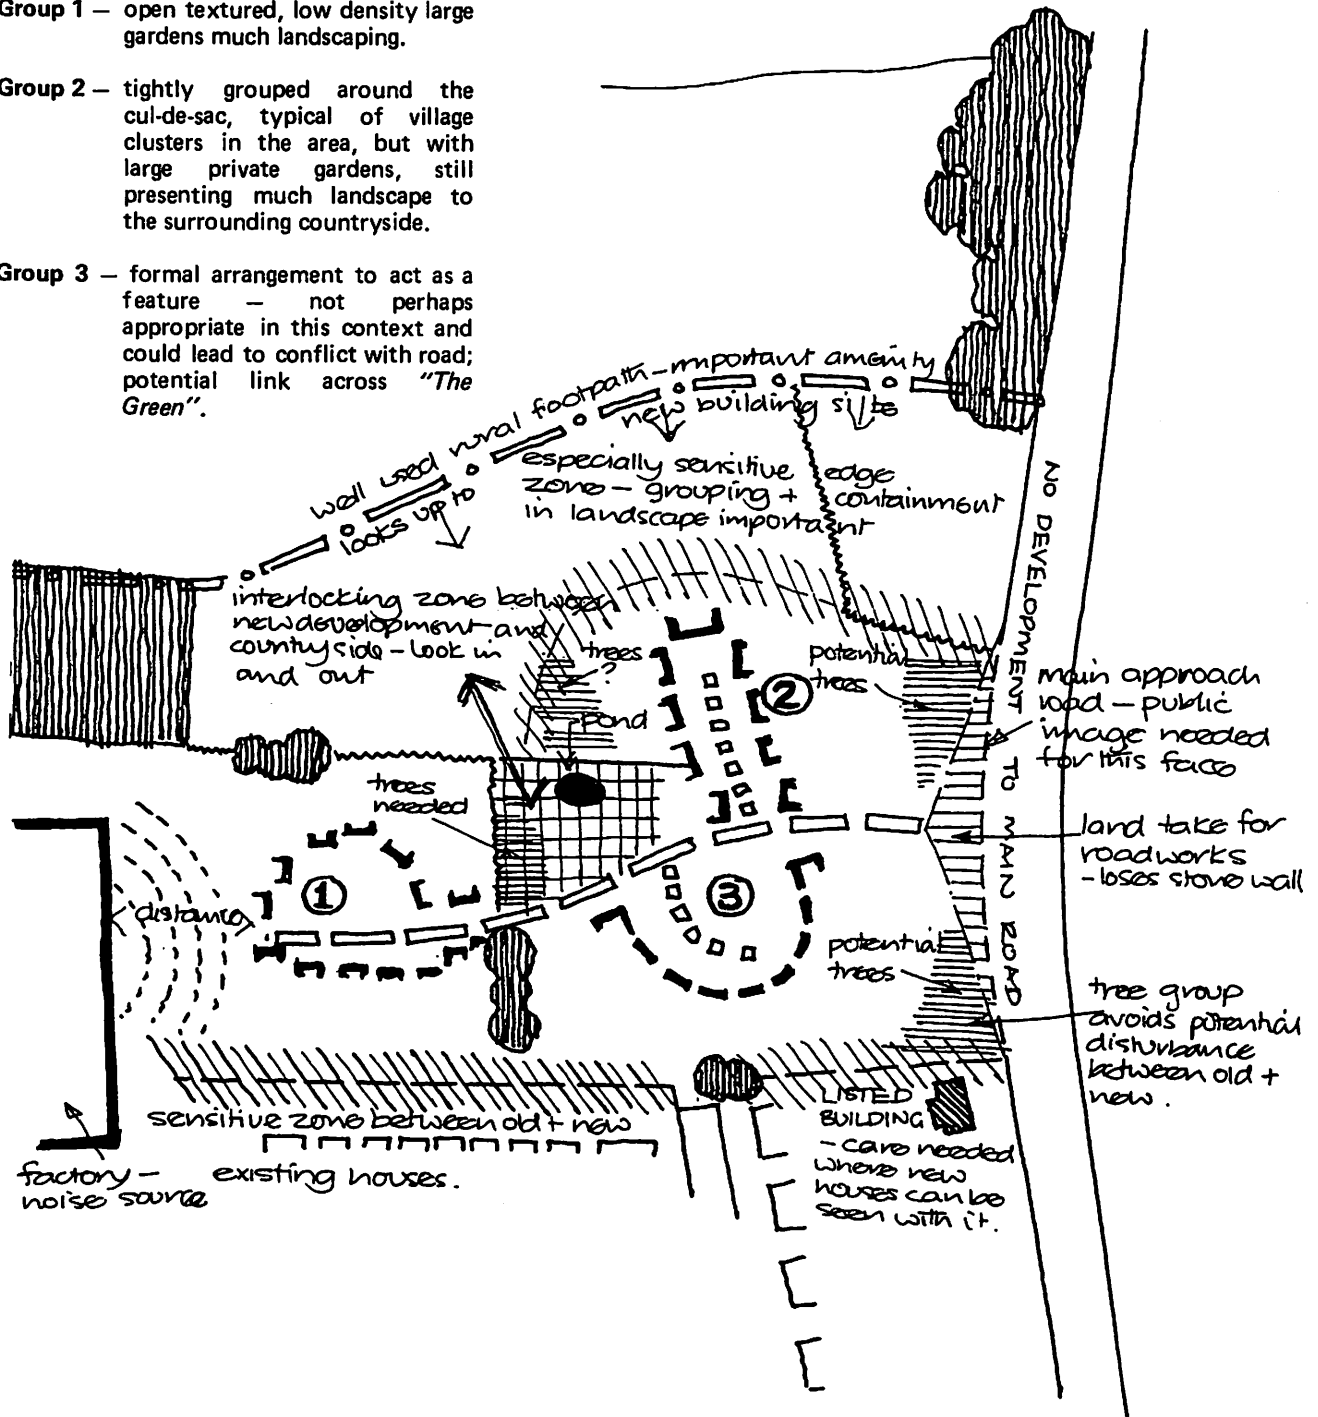 Group 1 — open textured, low density large
gardens much landscaping.
Group 2 — tightly grouped around the
cul-de-sac, typical of village
clusters in the area, but with
large private gardens, still
presenting much landscape to
the surrounding countryside.
Group 3 — formal arrangement to act as a
feature — not perhaps
appropriate in this context and
could lead to conflict with road;
potential link across "The
Green".
well used rural footpath - important amenity
looks up to
new building site
especially sensitive
zone - grouping +
in landscape important
edge
containment
interlocking zone between
new development and
countryside - look in
and out
trees
?
pond
potential
trees
2
NO DEVELOPMENT TO MAIN ROAD
main approach
road - public
image needed
for this face
trees
needed
land take for
roadworks
- loses stone wall
distance
1
3
potential
trees
tree group
avoids potential
disturbance
between old +
new.
sensitive zone between old + new
LISTED
BUILDING
- care needed
where new
houses can be
seen with it.
factory -
noise source
existing houses.